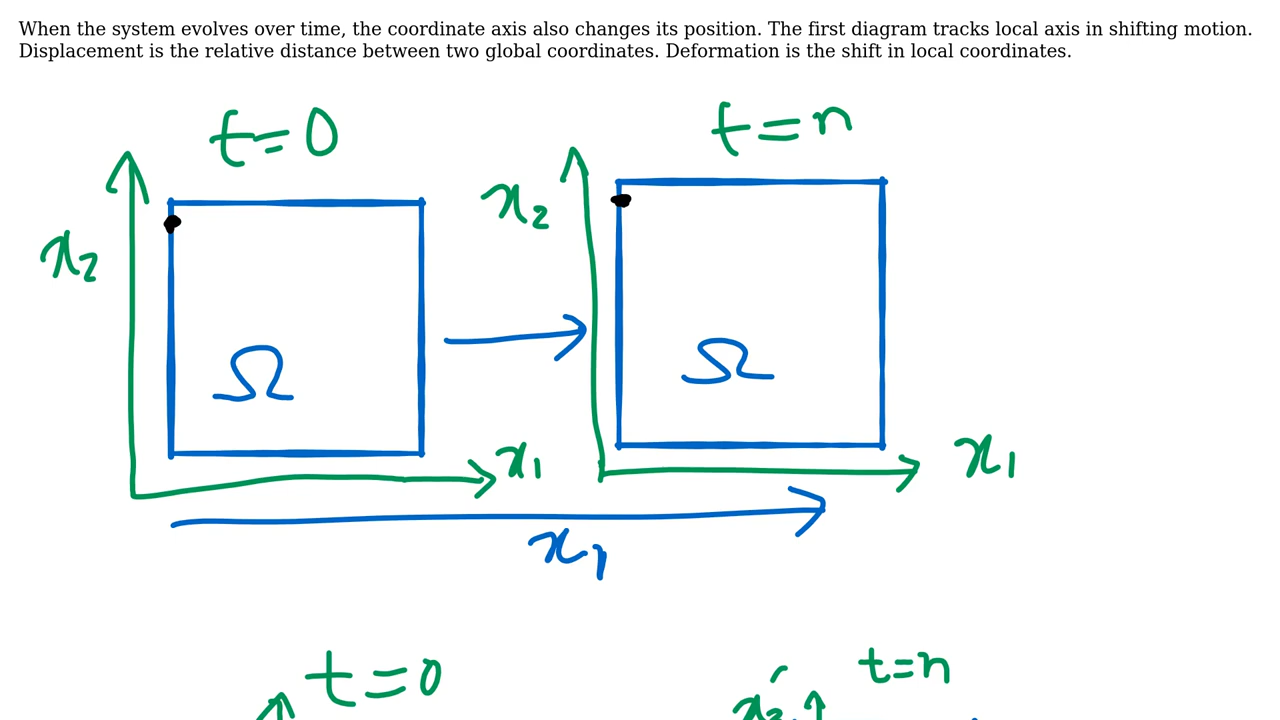 When the system evolves over time, the coordinate axis also changes its position. The first diagram tracks local axis in shifting motion.
Displacement is the relative distance between two global coordinates. Deformation is the shift in local coordinates.
t=0
t=n
x2
x2
Ω
Ω
x1
x1
x1
t=0
t=n
x2′